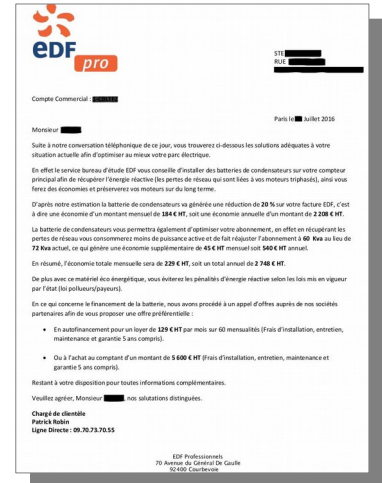 eDF
pro
STE
RUE
Compte Commercial :
Paris le Juillet 2016
Monsieur
Suite à notre conversation téléphonique de ce jour, vous trouverez ci-dessous les solutions adéquates à votre
situation actuelle afin d'optimiser au mieux votre parc électrique.
En effet le service bureau d'étude EDF vous conseille d'installer des batteries de condensateurs sur votre compteur
principal afin de récupérer l'énergie réactive (les pertes de réseau qui sont liées à vos moteurs triphasés), ainsi vous
ferez des économies et préserverez vos moteurs sur du long terme.
D'après notre estimation la batterie de condensateurs va générée une réduction de 20 % sur votre facture EDF, c'est
à dire une économie d'un montant mensuel de 184 € HT, soit une économie annuelle d'un montant de 2 208 € HT.
La batterie de condensateurs vous permettra également d'optimiser votre abonnement, en effet en récupérant les
pertes de réseau vous consommerez moins de puissance active et de fait réajuster l'abonnement à 60 Kva au lieu de
72 Kva actuel, ce qui génère une économie supplémentaire de 45 € HT mensuel soit 540 € HT annuel.
En résumé, l'économie totale mensuelle sera de 229 € HT, soit un total annuel de 2 748 € HT.
De plus avec ce matériel éco énergétique, vous éviterez les pénalités d'énergie réactive selon les lois mis en vigueur
par l'état (loi pollueurs/payeurs).
En ce qui concerne le financement de la batterie, nous avons procédé à un appel d'offres auprès de nos sociétés
partenaires afin de vous proposer une offre préférentielle :
• En autofinancement pour un loyer de 129 € HT par mois sur 60 mensualités (Frais d'installation, entretien,
maintenance et garantie 5 ans compris).
• Ou à l'achat au comptant d'un montant de 5 600 € HT (Frais d'installation, entretien, maintenance et
garantie 5 ans compris).
Restant à votre disposition pour toutes informations complémentaires.
Veuillez agréer, Monsieur , nos salutations distinguées.
Chargé de clientèle
Patrick Robin
Ligne Directe : 09.70.73.70.55
EDF Professionnels
70 Avenue du Général De Gaulle
92400 Courbevoie